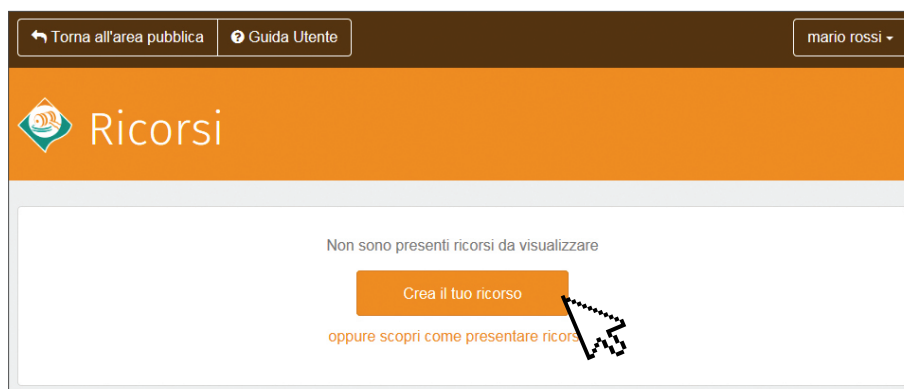 Torna all'area pubblica Guida Utente mario rossi
Ricorsi
Non sono presenti ricorsi da visualizzare
Crea il tuo ricorso
oppure scopri come presentare ricors